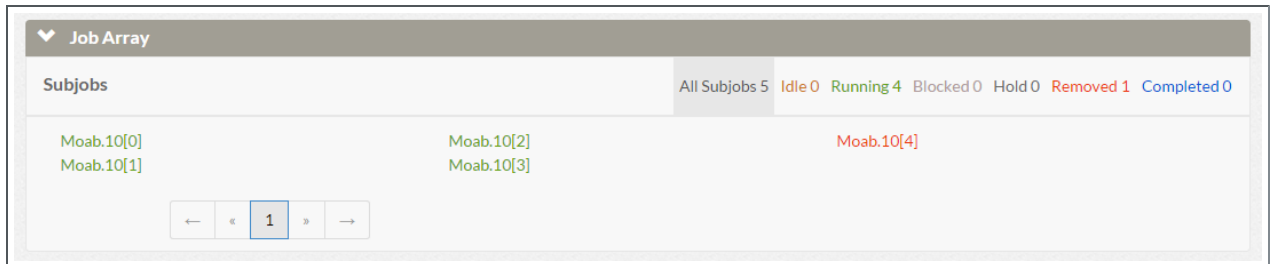 Job Array
Subjobs
All Subjobs 5 Idle 0 Running 4 Blocked 0 Hold 0 Removed 1 Completed 0
Moab.10[0] Moab.10[2] Moab.10[4]
Moab.10[1] Moab.10[3]
← « 1 » →